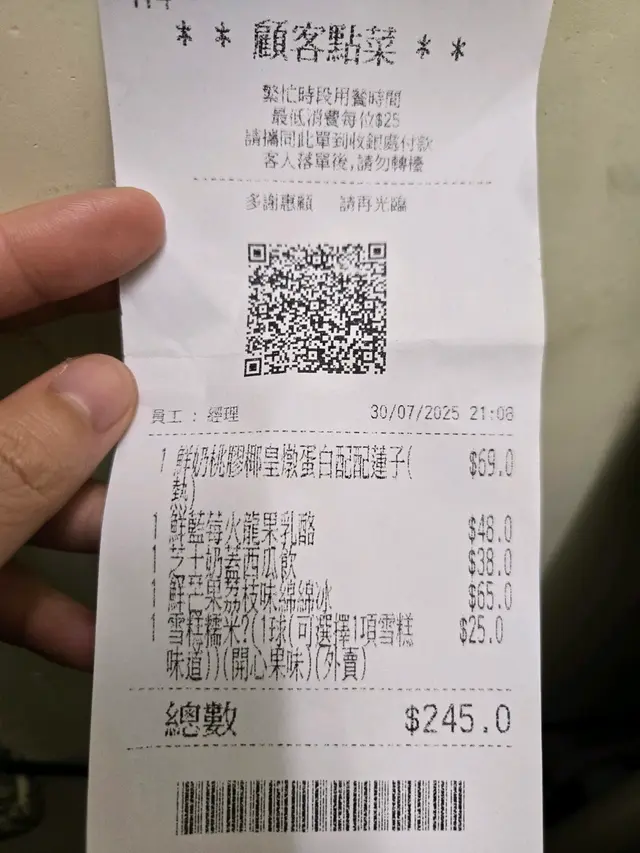 * * 顧客點菜 * *
繁忙時段用餐時間
最低消費每位$25
請攜同此單到收銀處付款
客人落單後,請勿轉檯
多謝惠顧 請再光臨
員工 : 經理 30/07/2025 21:08
1 鮮奶桃膠椰皇燉蛋白配配蓮子( $69.0
熱)
1 鮮藍莓火龍果乳酪 $48.0
1 芝士奶蓋西瓜飲 $38.0
1 鮮芒果荔枝味綿綿冰 $65.0
1 雪糕糯米?(1球(可選擇1項雪糕 $25.0
味道))(開心果味)(外賣)
總數 $245.0